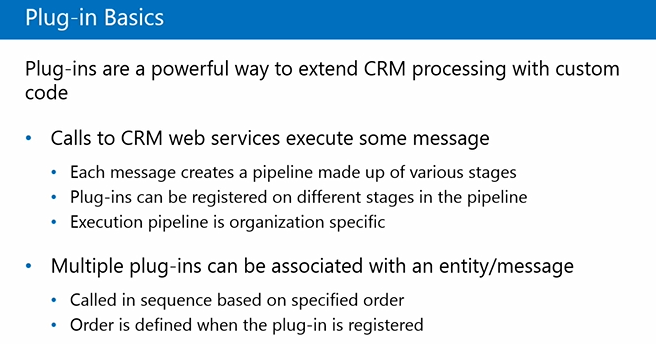 Plug-in Basics
Plug-ins are a powerful way to extend CRM processing with custom
code
• Calls to CRM web services execute some message
• Each message creates a pipeline made up of various stages
• Plug-ins can be registered on different stages in the pipeline
• Execution pipeline is organization specific
• Multiple plug-ins can be associated with an entity/message
• Called in sequence based on specified order
• Order is defined when the plug-in is registered